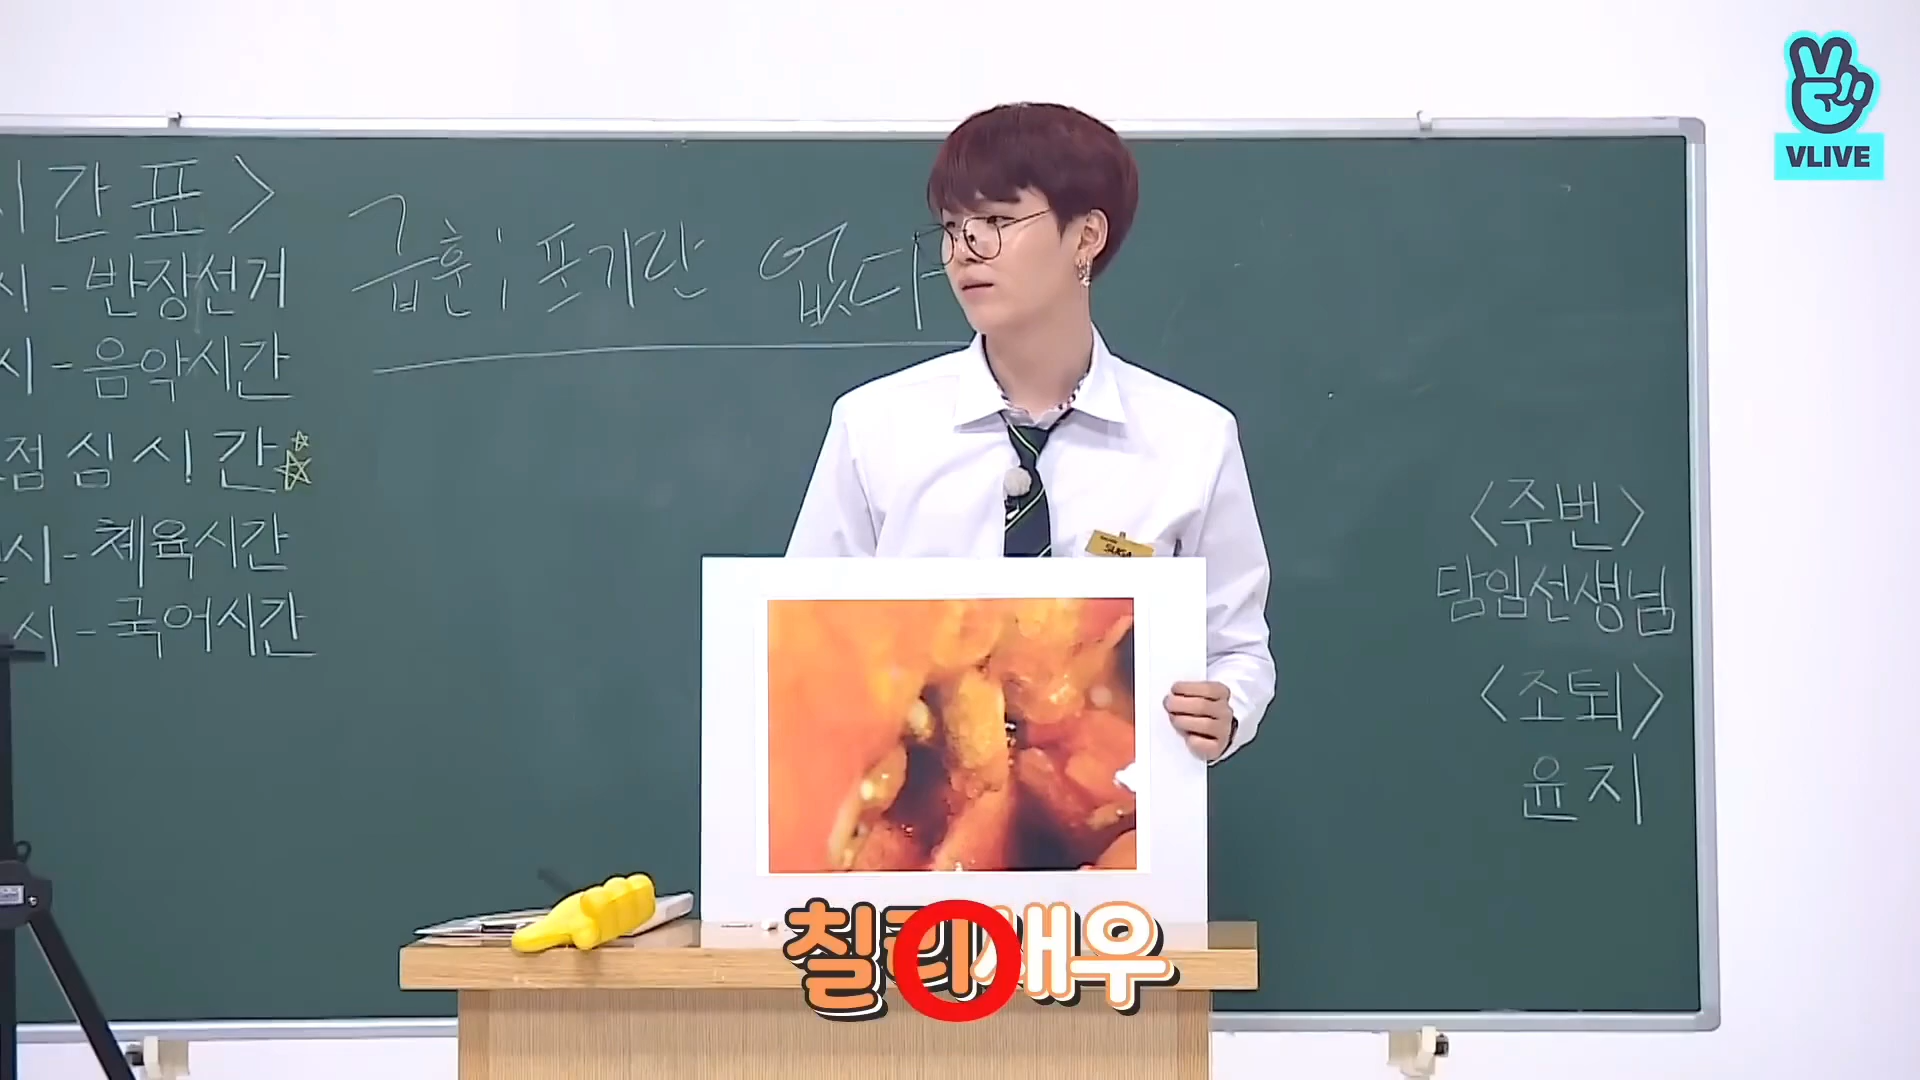 시간표>
시-반장선거
시-음악시간
점심시간
시-체육시간
시-국어시간
급훈; 포기란 없다
<주번>
담임선생님
<조퇴>
윤지
SUGA
VLIVE
칠리새우